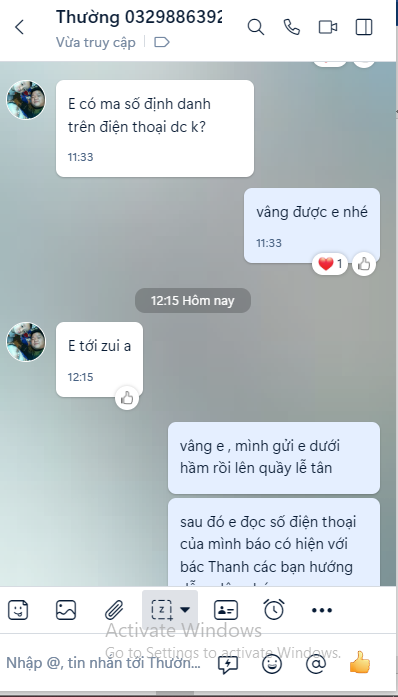 Thường 0329886392
Vừa truy cập
E có ma số định danh
trên điện thoại dc k?
11:33
vâng được e nhé
11:33
1
12:15 Hôm nay
E tới zui a
12:15
vâng e , mình gửi e dưới
hầm rồi lên quầy lễ tân
sau đó e đọc số điện thoại
của mình báo có hiện với
bác Thanh các bạn hướng
Activate Windows
Go to Settings to activate Windows.
Nhập @, tin nhắn tới Thườn...